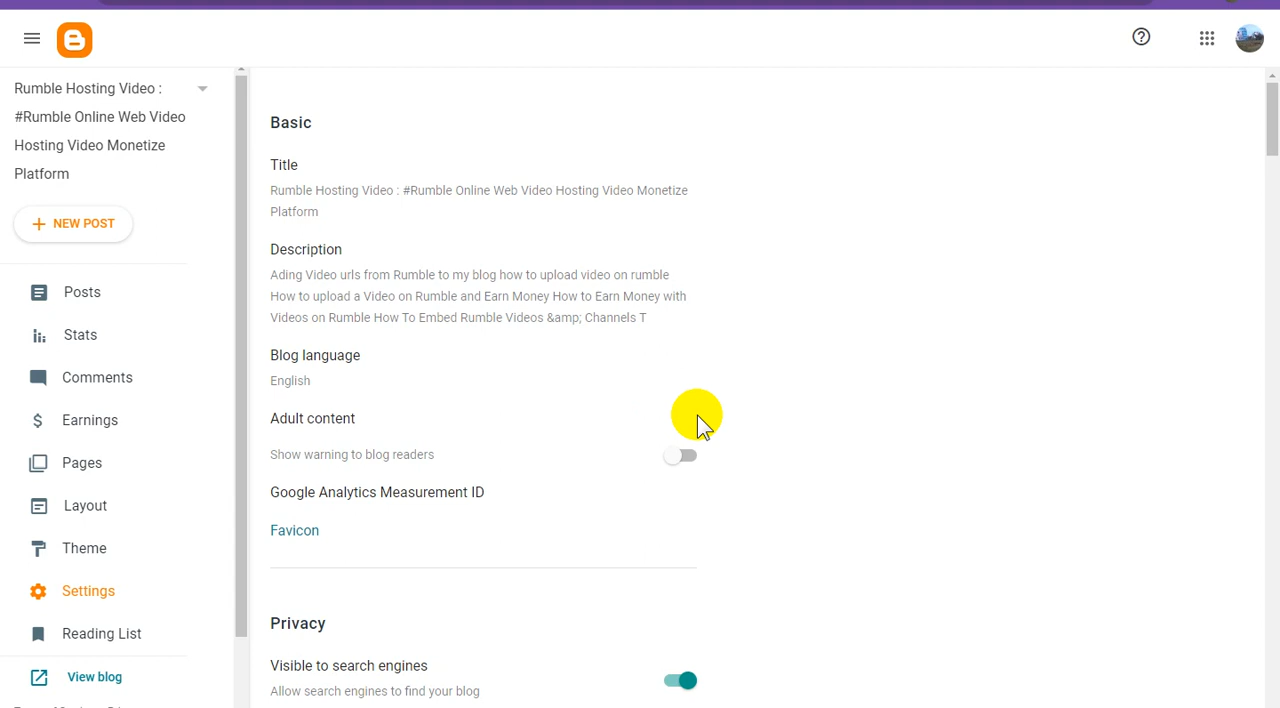 Rumble Hosting Video :
#Rumble Online Web Video
Hosting Video Monetize
Platform
NEW POST
Posts
Stats
Comments
Earnings
Pages
Layout
Theme
Settings
Reading List
View blog
Basic
Title
Rumble Hosting Video : #Rumble Online Web Video Hosting Video Monetize
Platform
Description
Ading Video urls from Rumble to my blog how to upload video on rumble
How to upload a Video on Rumble and Earn Money How to Earn Money with
Videos on Rumble How To Embed Rumble Videos &amp; Channels T
Blog language
English
Adult content
Show warning to blog readers
Google Analytics Measurement ID
Favicon
Privacy
Visible to search engines
Allow search engines to find your blog